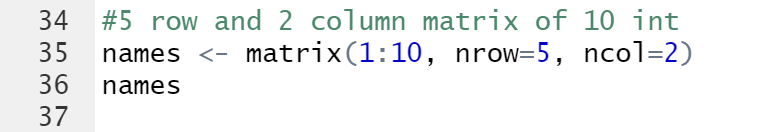 34 #5 row and 2 column matrix of 10 int
35 names <- matrix(1:10, nrow=5, ncol=2)
36 names
37